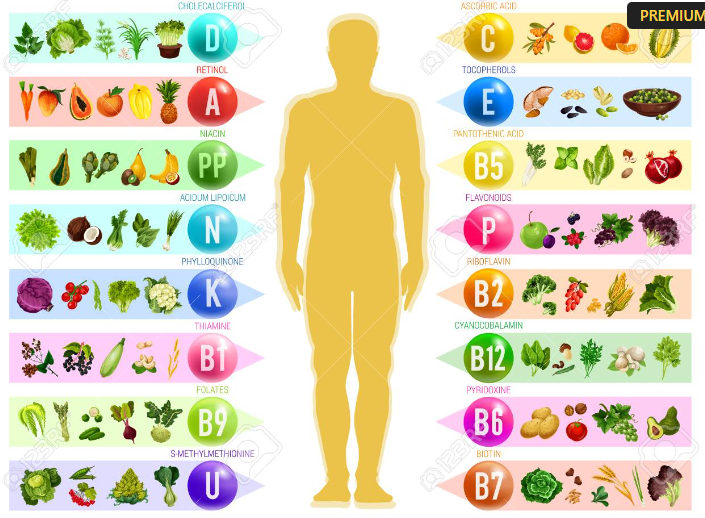 CHOLECALCIFEROL
D
RETINOL
A
NIACIN
PP
ACIDUM LIPOICUM
N
PHYLLOQUINONE
K
THIAMINE
B1
FOLATES
B9
S-METHYLMETHIONINE
U
ASCORBIC ACID
C
PREMIUM
TOCOPHEROLS
E
PANTOTHENIC ACID
B5
FLAVONOIDS
P
RIBOFLAVIN
B2
CYANOCOBALAMIN
B12
PYRIDOXINE
B6
BIOTIN
B7